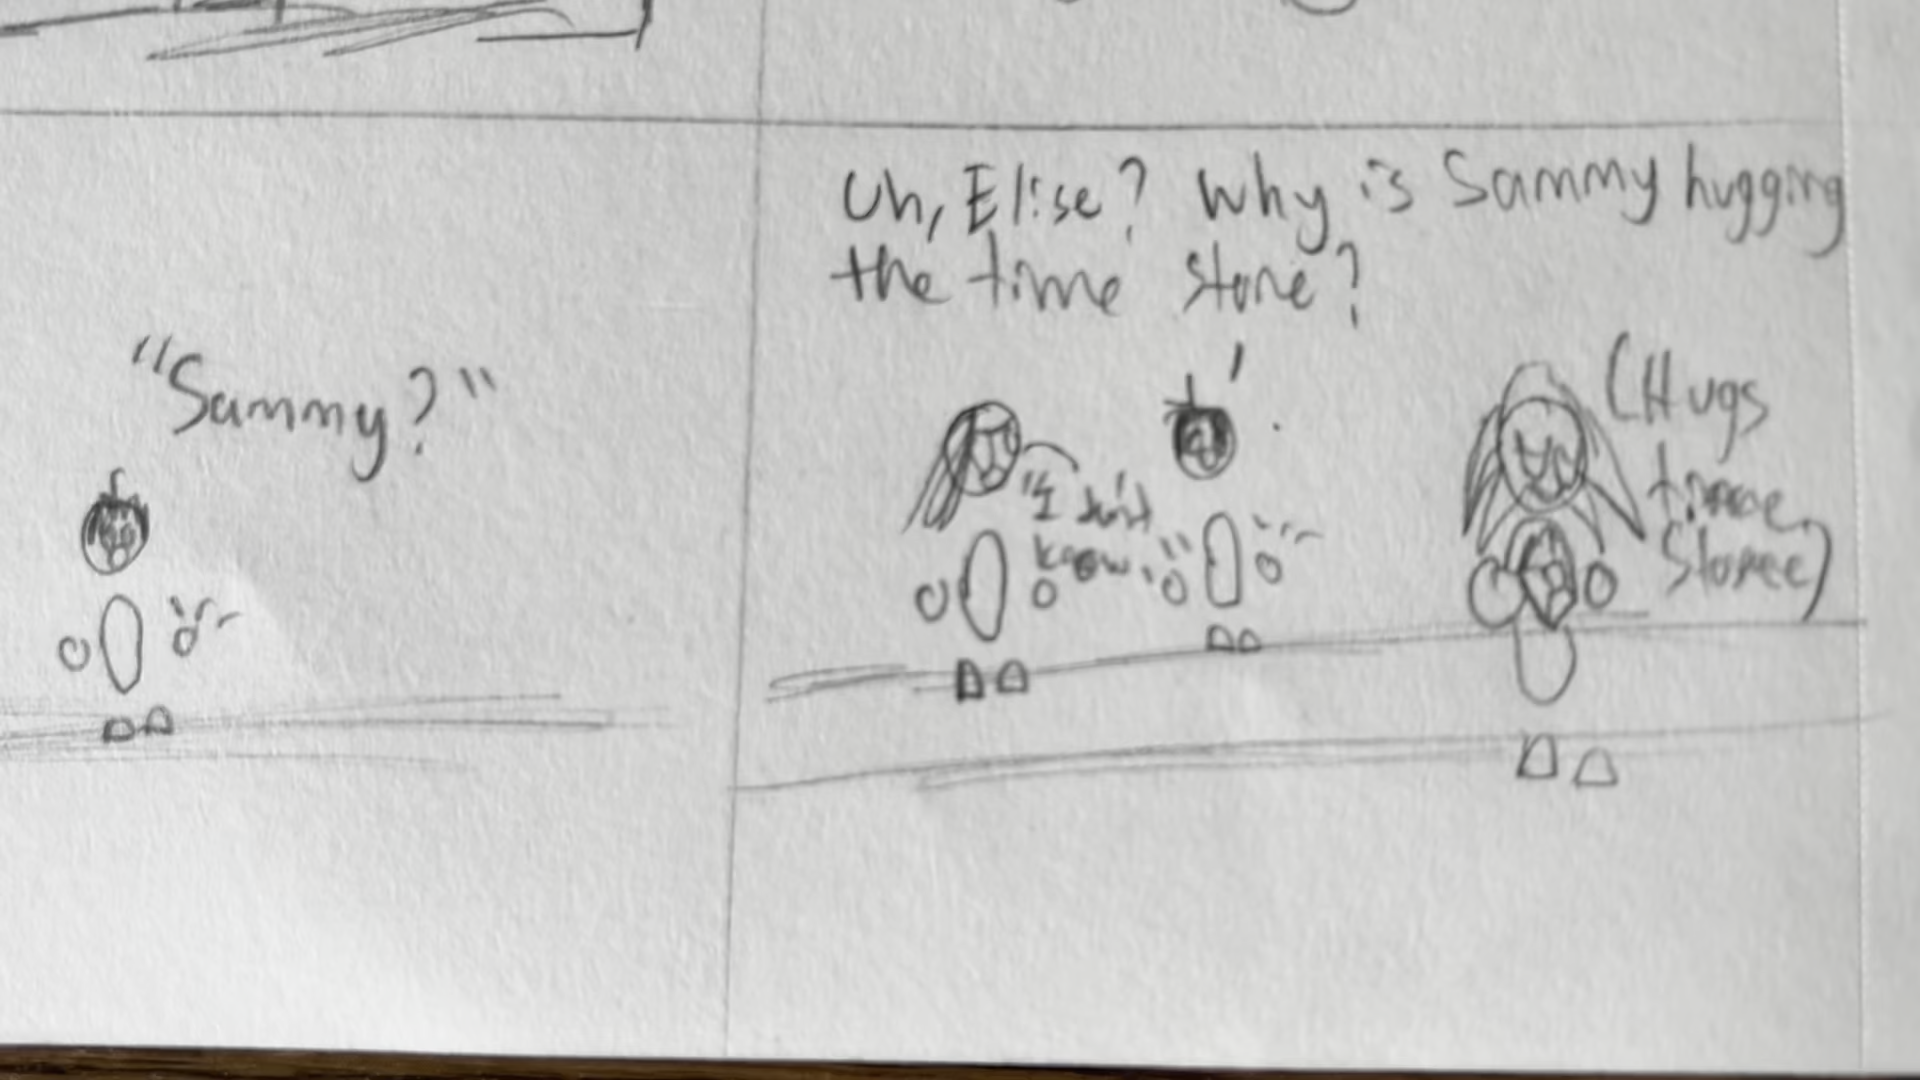 "Sammy?"
Uh, Elise? Why is Sammy hugging
the time stone?
"I don't
know."
(Hugs
time
Stone)